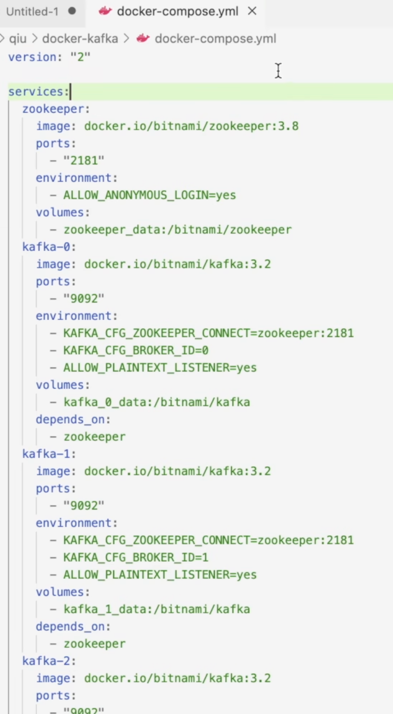 Untitled-1 ● docker-compose.yml ×
> qiu > docker-kafka > docker-compose.yml
version: "2"
services:
  zookeeper:
    image: docker.io/bitnami/zookeeper:3.8
    ports:
      - "2181"
    environment:
      - ALLOW_ANONYMOUS_LOGIN=yes
    volumes:
      - zookeeper_data:/bitnami/zookeeper
  kafka-0:
    image: docker.io/bitnami/kafka:3.2
    ports:
      - "9092"
    environment:
      - KAFKA_CFG_ZOOKEEPER_CONNECT=zookeeper:2181
      - KAFKA_CFG_BROKER_ID=0
      - ALLOW_PLAINTEXT_LISTENER=yes
    volumes:
      - kafka_0_data:/bitnami/kafka
    depends_on:
      - zookeeper
  kafka-1:
    image: docker.io/bitnami/kafka:3.2
    ports:
      - "9092"
    environment:
      - KAFKA_CFG_ZOOKEEPER_CONNECT=zookeeper:2181
      - KAFKA_CFG_BROKER_ID=1
      - ALLOW_PLAINTEXT_LISTENER=yes
    volumes:
      - kafka_1_data:/bitnami/kafka
    depends_on:
      - zookeeper
  kafka-2:
    image: docker.io/bitnami/kafka:3.2
    ports:
      - "9092"